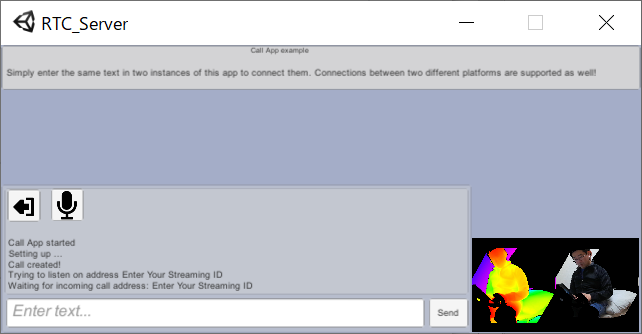 RTC_Server
Call App example
Simply enter the same text in two instances of this app to connect them. Connections between two different platforms are supported as well!
Call App started
Setting up ...
Call created!
Trying to listen on address Enter Your Streaming ID
Waiting for incoming call address: Enter Your Streaming ID
Enter text...
Send